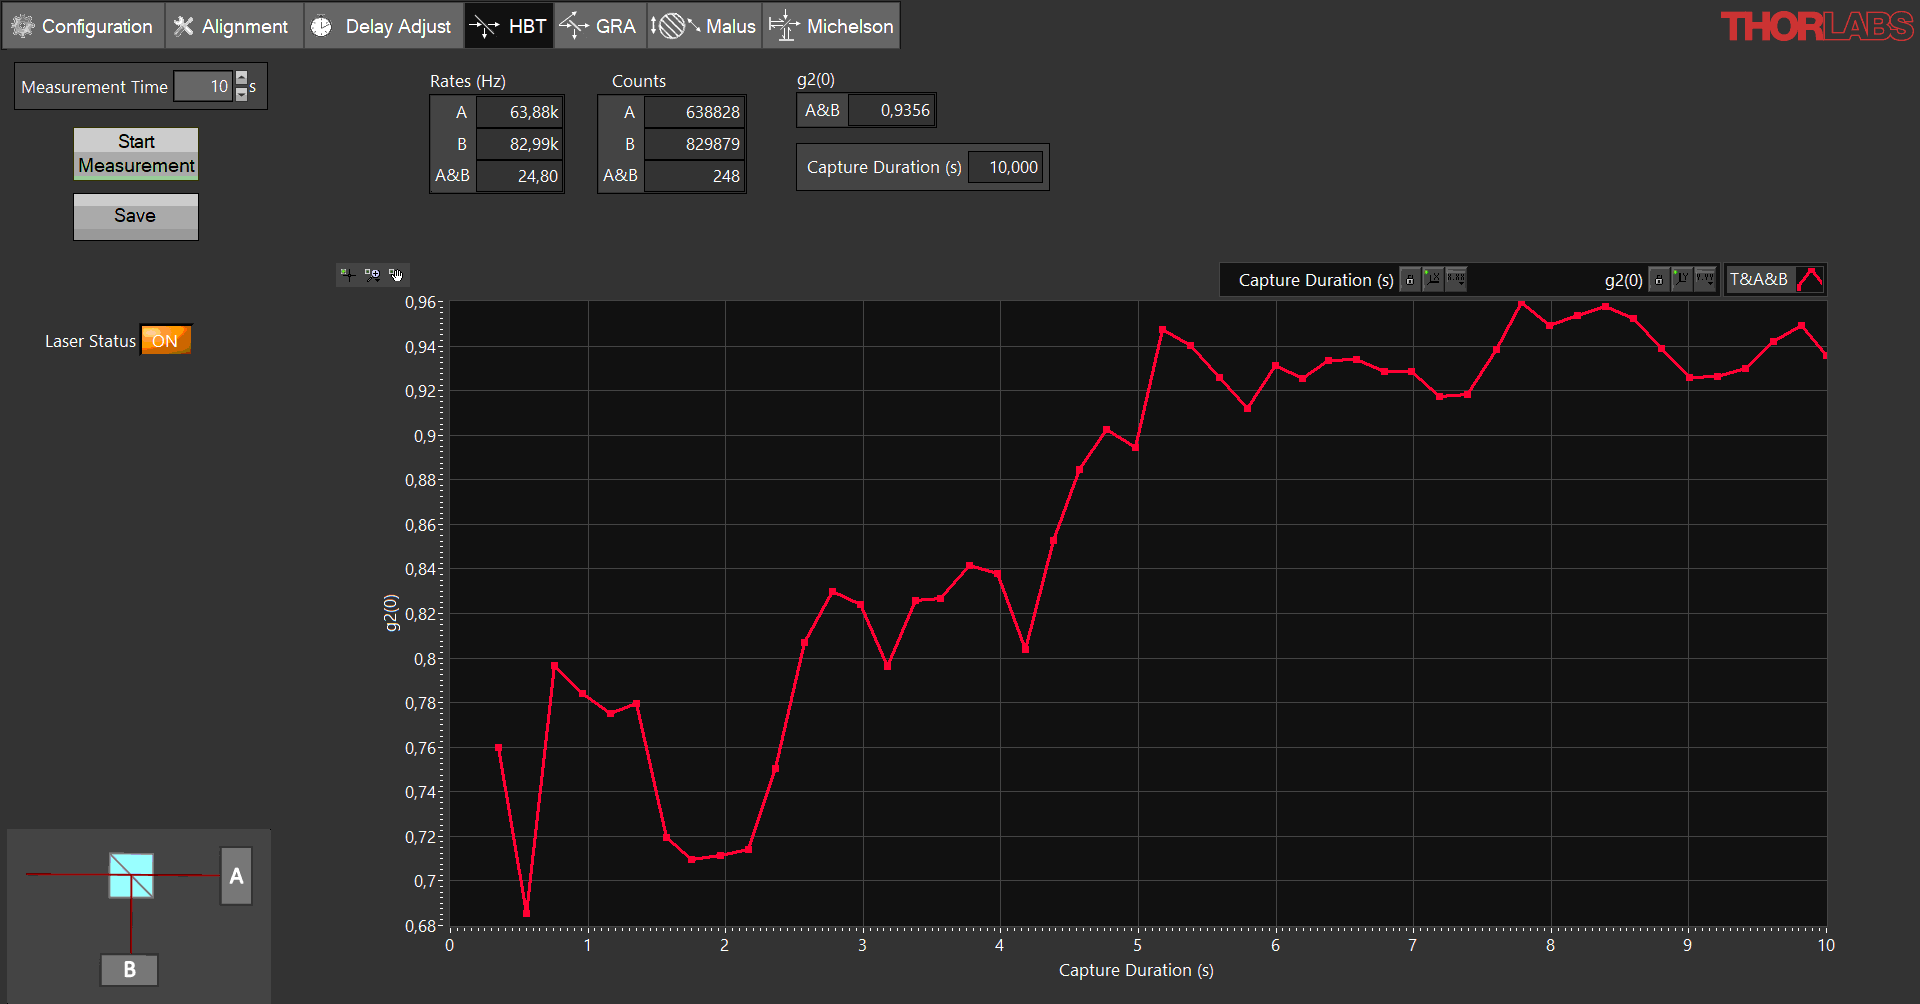 Configuration Alignment Delay Adjust HBT GRA Malus Michelson THORLABS
Measurement Time 10 s
Start
Measurement
Save
Rates (Hz)
A 63,88k
B 82,99k
A&B 24,80
Counts
A 638828
B 829879
A&B 248
g2(0)
A&B 0,9356
Capture Duration (s) 10,000
Laser Status ON
Capture Duration (s) g2(0) T&A&B
0,96
0,94
0,92
0,9
0,88
0,86
0,84
0,82
0,8
0,78
0,76
0,74
0,72
0,7
0,68
g2(0)
0 1 2 3 4 5 6 7 8 9 10
Capture Duration (s)
A
B